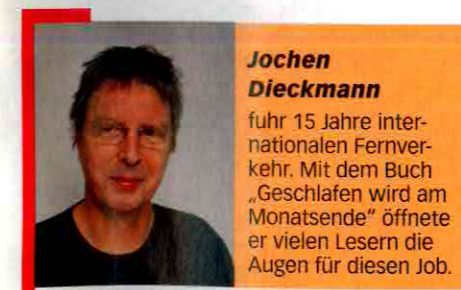 Jochen
Dieckmann
fuhr 15 Jahre inter-
nationalen Fernver-
kehr. Mit dem Buch
„Geschlafen wird am
Monatsende“ öffnete
er vielen Lesern die
Augen für diesen Job.